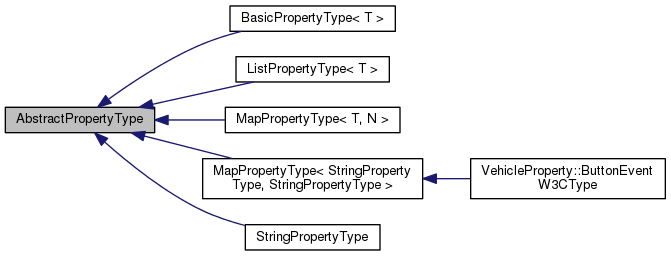 BasicPropertyType< T >
ListPropertyType< T >
AbstractPropertyType
MapPropertyType< T, N >
MapPropertyType< StringProperty
Type, StringPropertyType >
VehicleProperty::ButtonEvent
W3CType
StringPropertyType